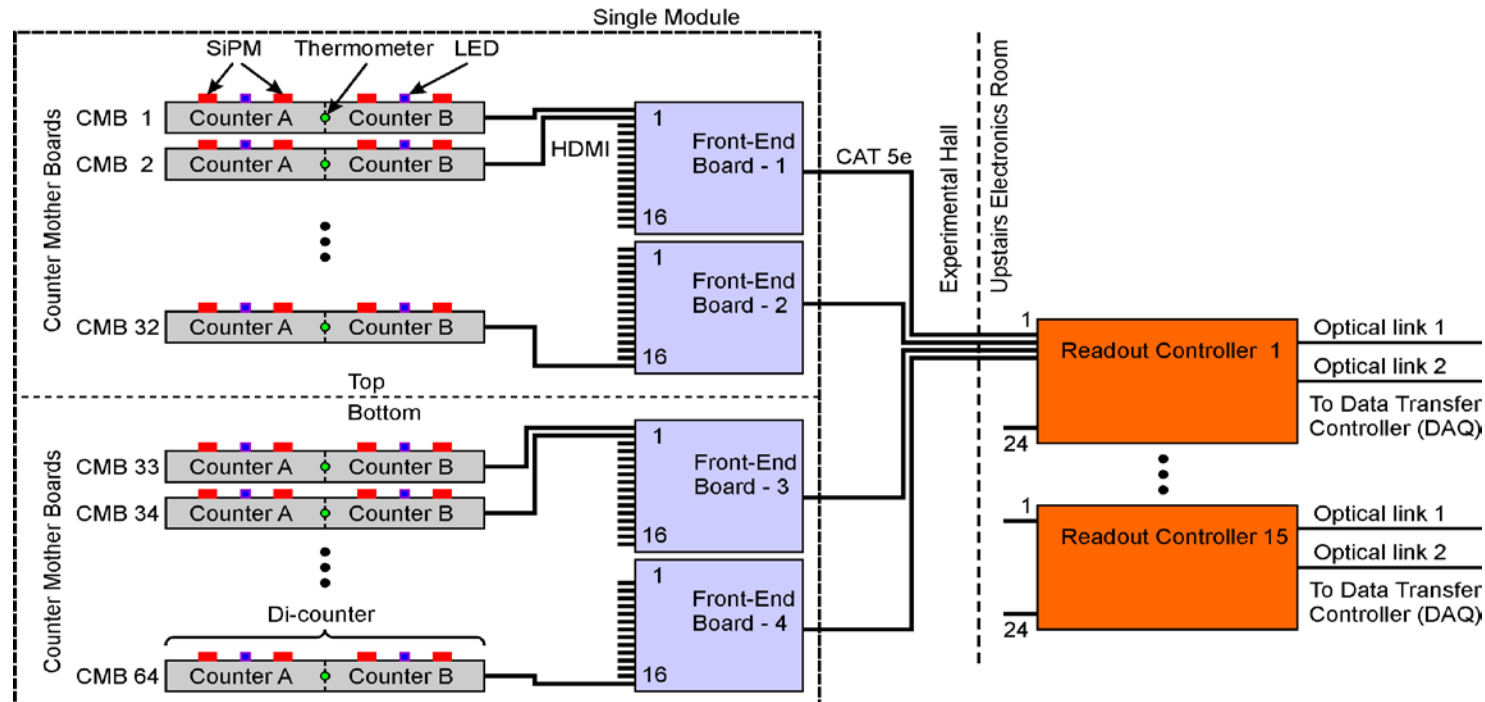 Single Module
SiPM Thermometer LED
Counter Mother Boards
CMB 1 Counter A Counter B
CMB 2 Counter A Counter B
CMB 32 Counter A Counter B
HDMI
1
Front-End
Board - 1
16
1
Front-End
Board - 2
16
Top
Bottom
Counter Mother Boards
CMB 33 Counter A Counter B
CMB 34 Counter A Counter B
Di-counter
CMB 64 Counter A Counter B
1
Front-End
Board - 3
16
1
Front-End
Board - 4
16
CAT 5e
Experimental Hall
Upstairs Electronics Room
1
Readout Controller 1
24
Optical link 1
Optical link 2
To Data Transfer
Controller (DAQ)
1
Readout Controller 15
24
Optical link 1
Optical link 2
To Data Transfer
Controller (DAQ)